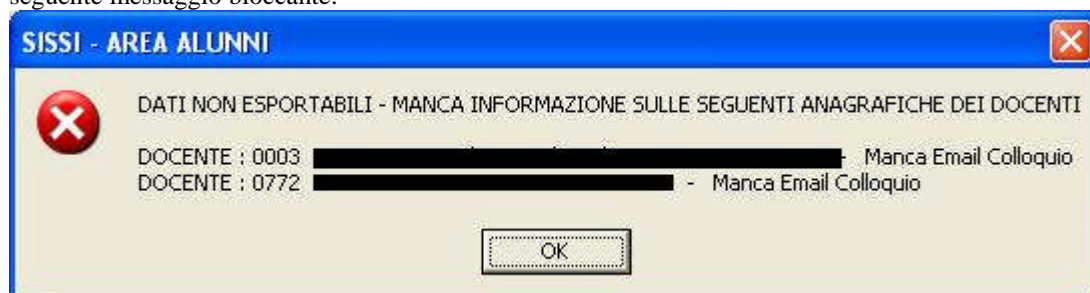 seguente messaggio bloccante:
SISSI - AREA ALUNNI
DATI NON ESPORTABILI - MANCA INFORMAZIONE SULLE SEGUENTI ANAGRAFICHE DEI DOCENTI
DOCENTE : 0003 - Manca Email Colloquio
DOCENTE : 0772 - Manca Email Colloquio
OK